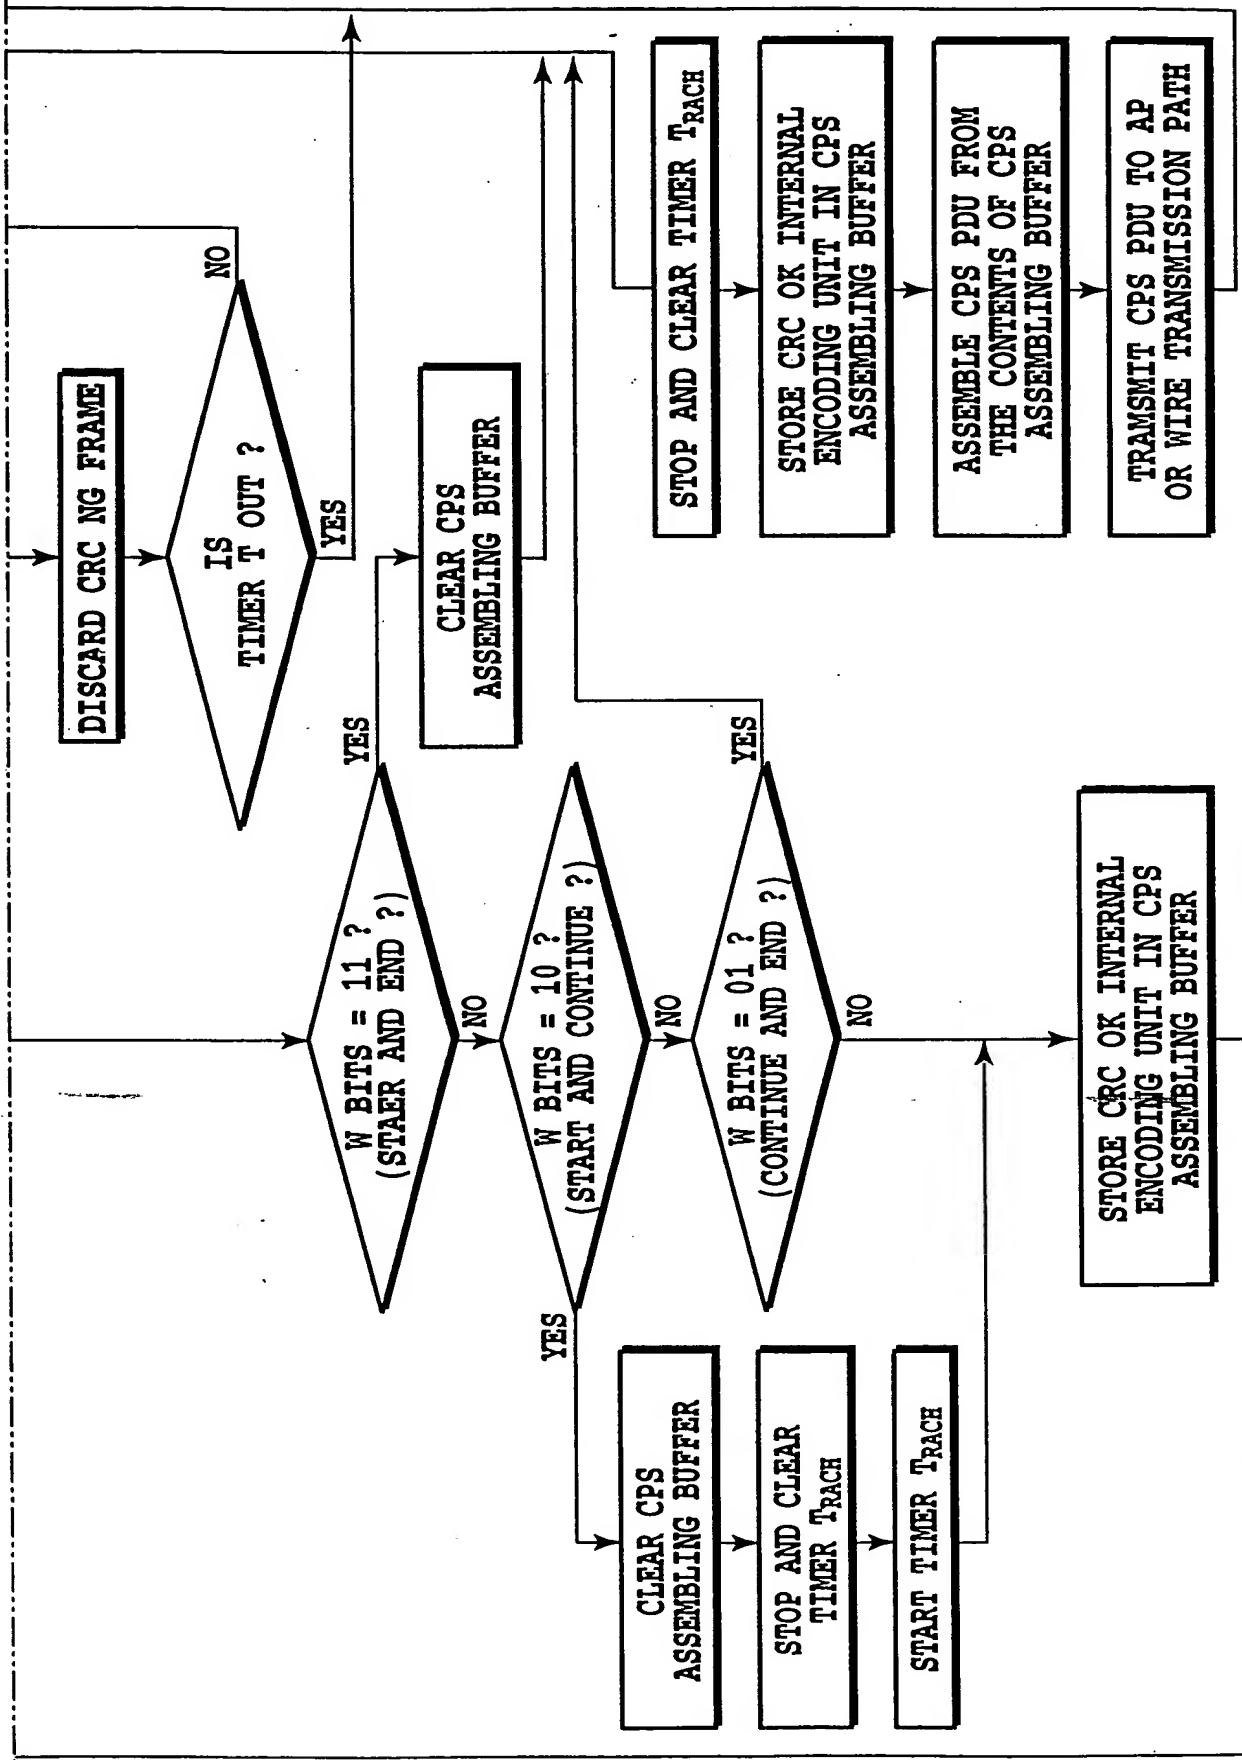 DISCARD CRC NG FRAME
IS
TIMER T OUT ?
NO
YES
W BITS = 11 ?
(STAER AND END ?)
YES
NO
CLEAR CPS
ASSEMBLING BUFFER
W BITS = 10 ?
(START AND CONTINUE ?)
YES
NO
W BITS = 01 ?
(CONTINUE AND END ?)
YES
NO
CLEAR CPS
ASSEMBLING BUFFER
STOP AND CLEAR
TIMER TRACH
START TIMER TRACH
STORE CRC OK INTERNAL
ENCODING UNIT IN CPS
ASSEMBLING BUFFER
STOP AND CLEAR TIMER TRACH
STORE CRC OK INTERNAL
ENCODING UNIT IN CPS
ASSEMBLING BUFFER
ASSEMBLE CPS PDU FROM
THE CONTENTS OF CPS
ASSEMBLING BUFFER
TRAMSMIT CPS PDU TO AP
OR WIRE TRANSMISSION PATH